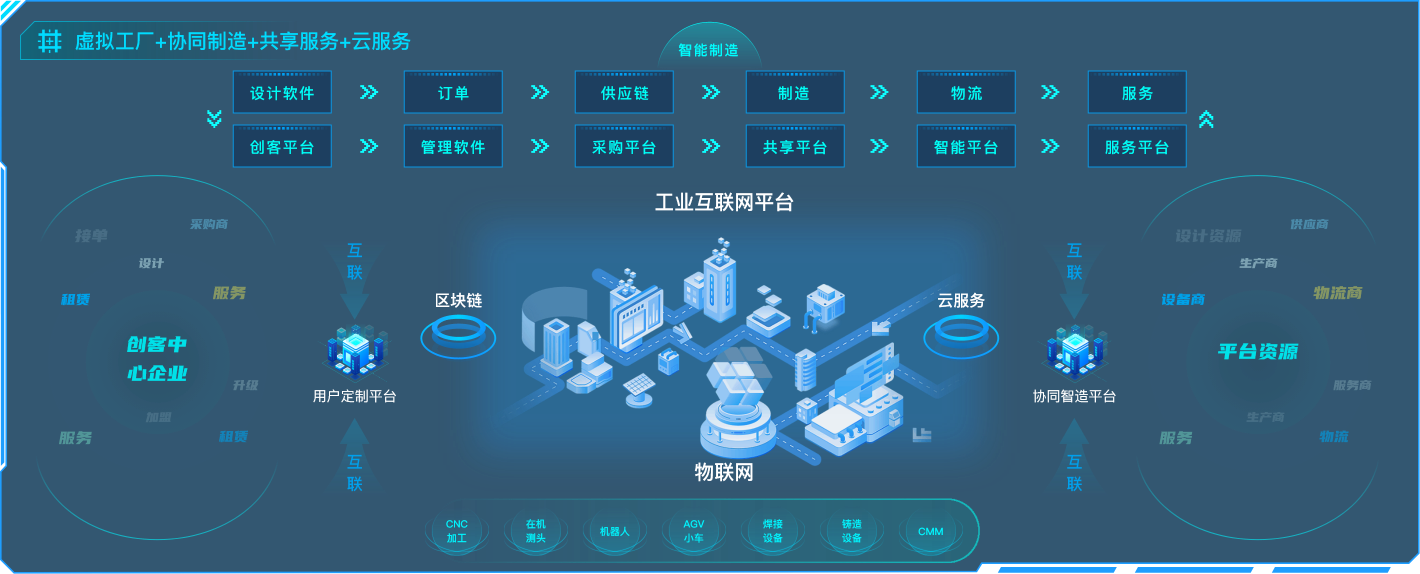 虚拟工厂+协同制造+共享服务+云服务
智能制造
设计软件
订单
供应链
制造
物流
服务
创客平台
管理软件
采购平台
共享平台
智能平台
服务平台
工业互联网平台
接单
采购商
设计
租赁
服务
创客中
心企业
升级
加盟
服务
租赁
互
联
用户定制平台
互
联
区块链
云服务
物联网
互
联
协同智造平台
互
联
设计资源
供应商
生产商
设备商
物流商
平台资源
服务商
生产商
服务
物流
CNC
加工
在机
测头
机器人
AGV
小车
焊接
设备
铸造
设备
CMM